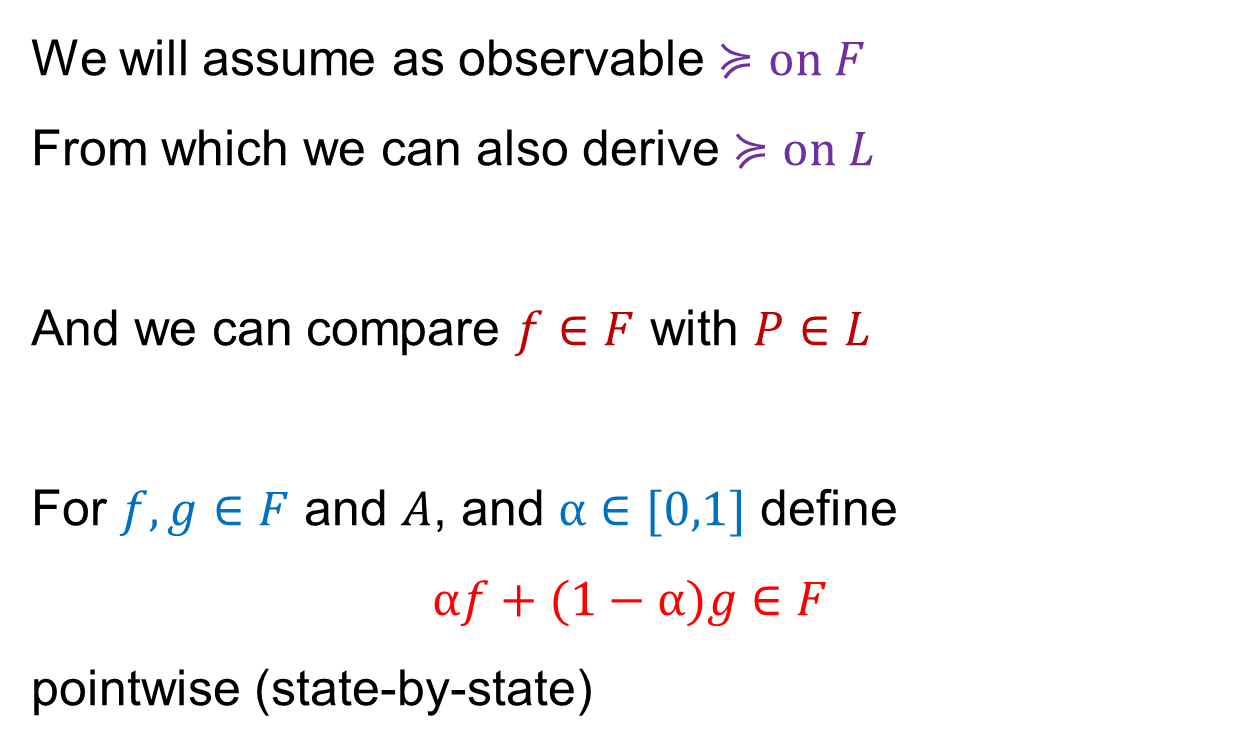 We will assume as observable ≽ on F
From which we can also derive ≽ on L
And we can compare f ∈ F with P ∈ L
For f, g ∈ F and A, and α ∈ [0,1] define
αf + (1 − α)g ∈ F
pointwise (state-by-state)